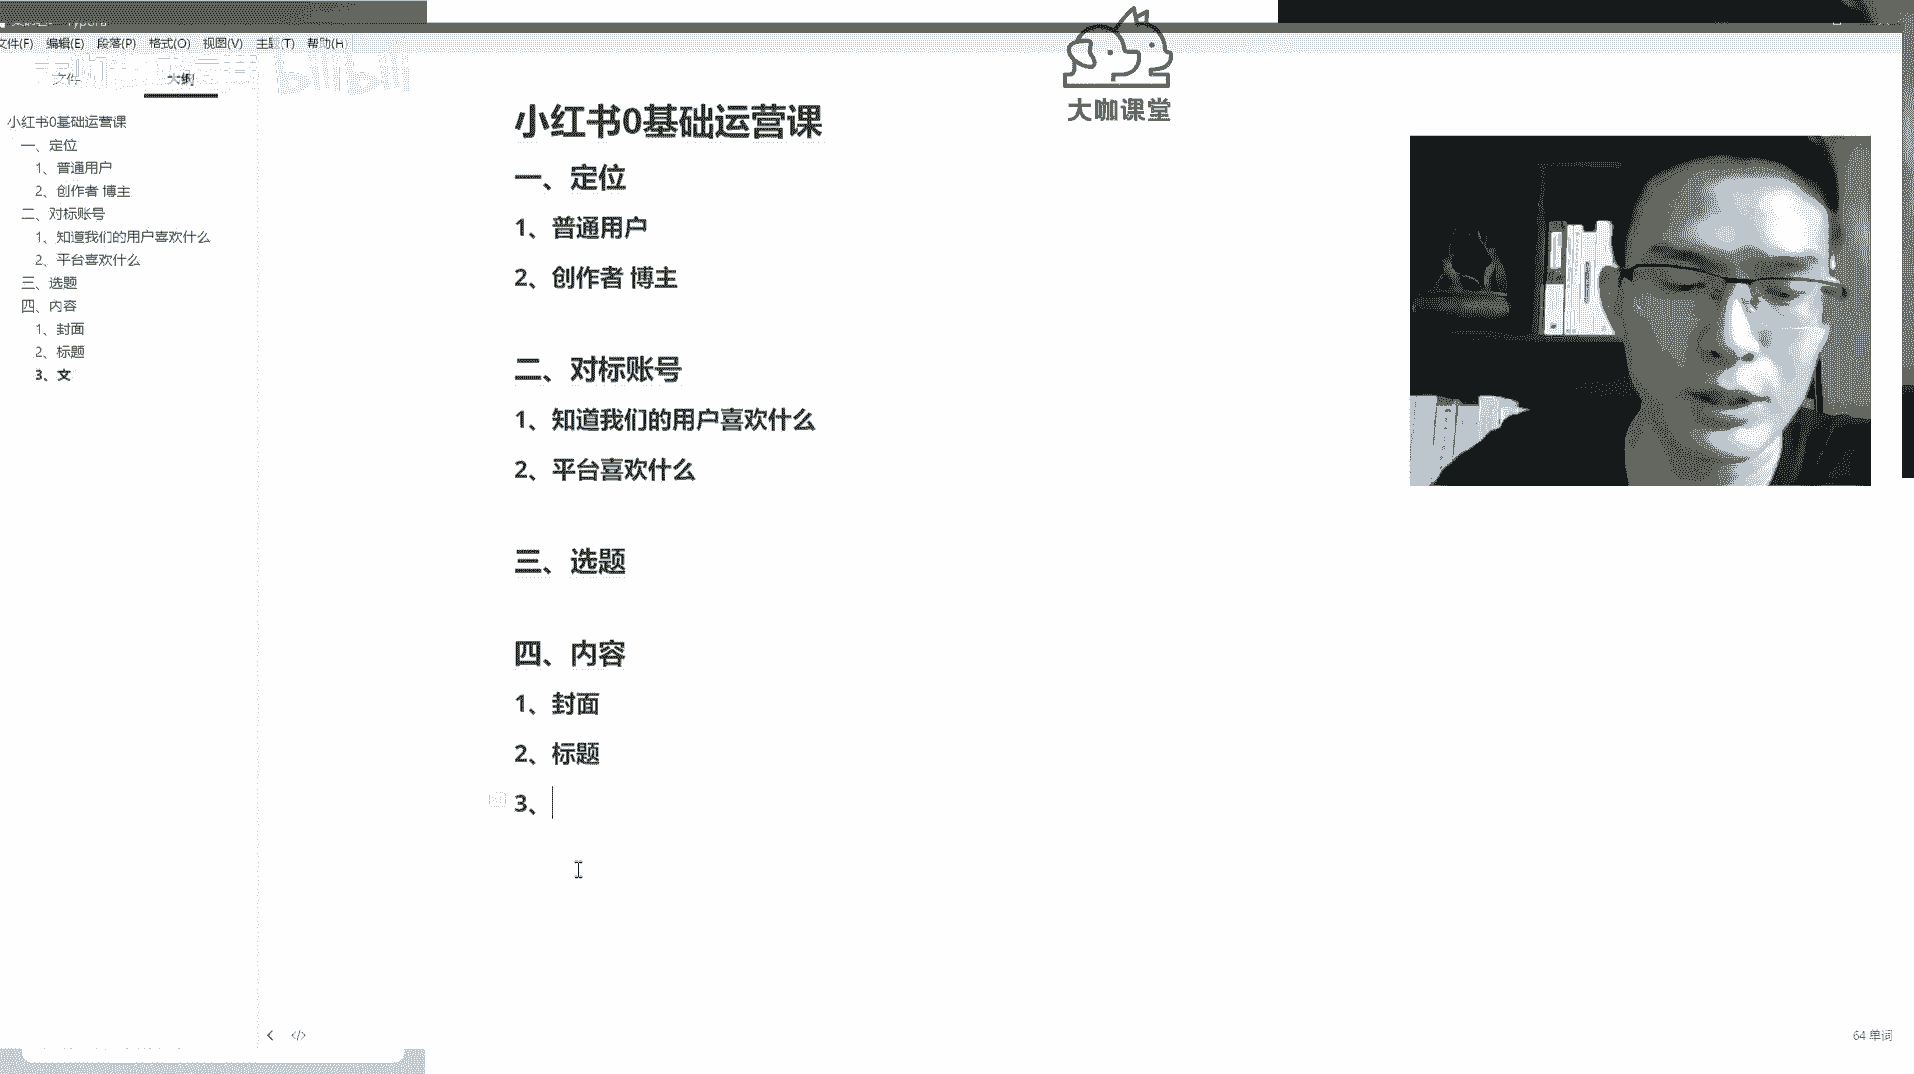 文件(F) 编辑(E) 段落(P) 格式(O) 视图(V) 主题(T) 帮助(H)
文件 大纲
bilibili
大咖课堂
小红书0基础运营课
一、定位
1、普通用户
2、创作者 博主
二、对标账号
1、知道我们的用户喜欢什么
2、平台喜欢什么
三、选题
四、内容
1、封面
2、标题
3、文
小红书0基础运营课
一、定位
1、普通用户
2、创作者 博主
二、对标账号
1、知道我们的用户喜欢什么
2、平台喜欢什么
三、选题
四、内容
1、封面
2、标题
3、
64 单词